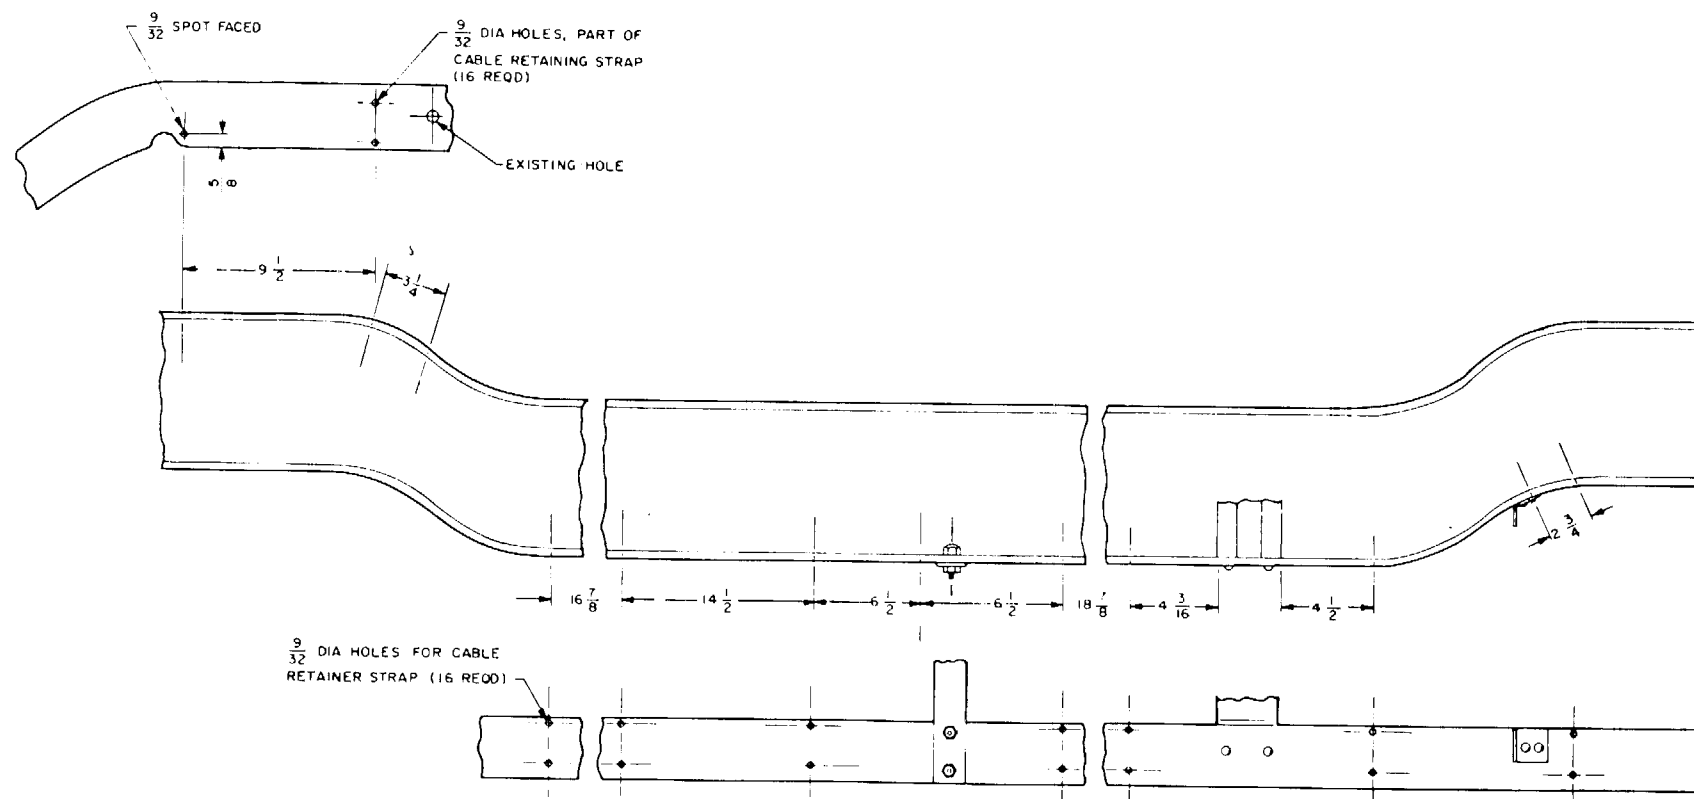 9/32 SPOT FACED
9/32 DIA HOLES, PART OF
CABLE RETAINING STRAP
(16 REQD)
EXISTING HOLE
5/8
9 1/2
3 1/4
2 3/4
16 7/8
14 1/2
6 1/2
6 1/2
18 7/8
4 3/16
4 1/2
9/32 DIA HOLES FOR CABLE
RETAINER STRAP (16 REQD)